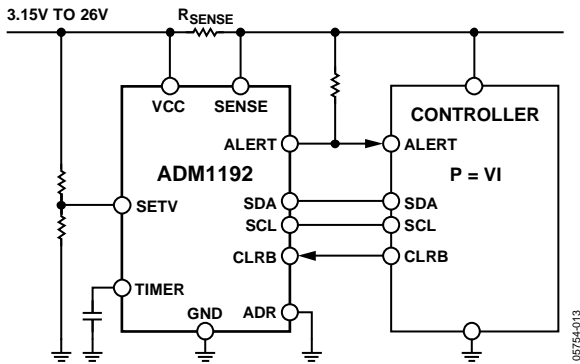 3.15V TO 26V
RSENSE
VCC
SENSE
CONTROLLER
ALERT
ALERT
ADM1192
P = VI
SETV
SDA
SDA
SCL
SCL
CLRB
CLRB
TIMER
GND
ADR
05754-013